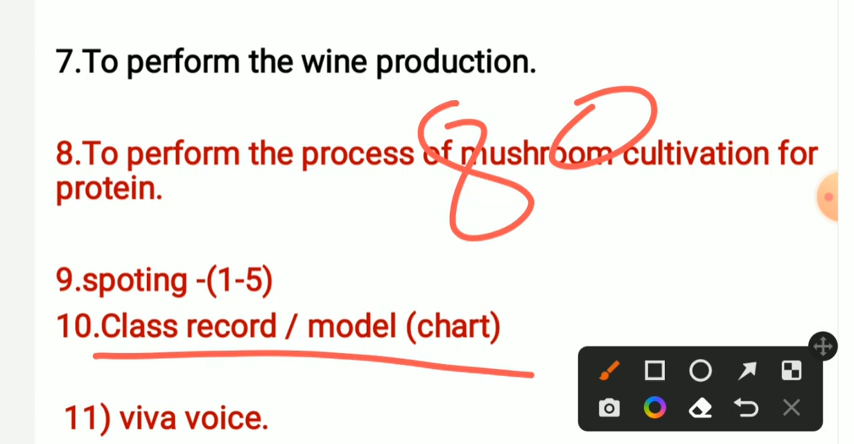 7.To perform the wine production.
8.To perform the process of mushroom cultivation for
protein.
80
9.spoting -(1-5)
10.Class record / model (chart)
11) viva voice.